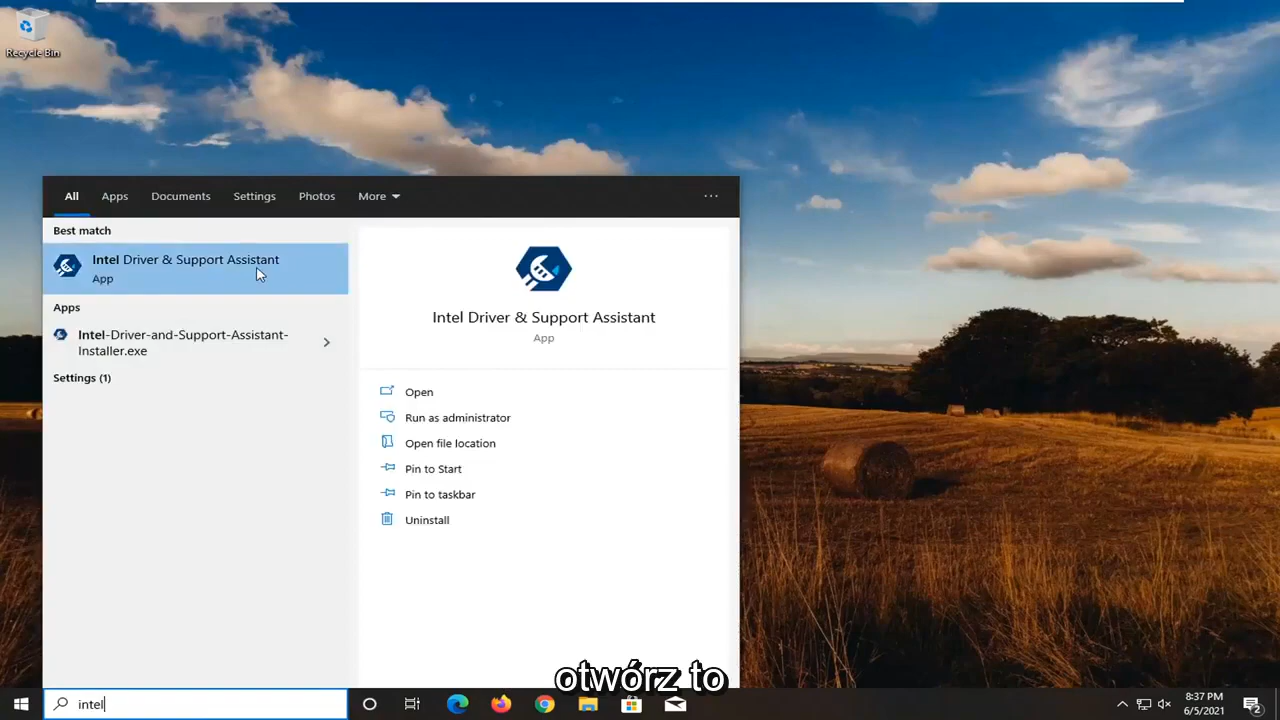 Recycle Bin
All
Apps
Documents
Settings
Photos
More
Best match
Intel Driver & Support Assistant
App
Apps
Intel-Driver-and-Support-Assistant-
Installer.exe
Settings (1)
Intel Driver & Support Assistant
App
Open
Run as administrator
Open file location
Pin to Start
Pin to taskbar
Uninstall
otwórz to
intel
8:37 PM
6/5/2021
2